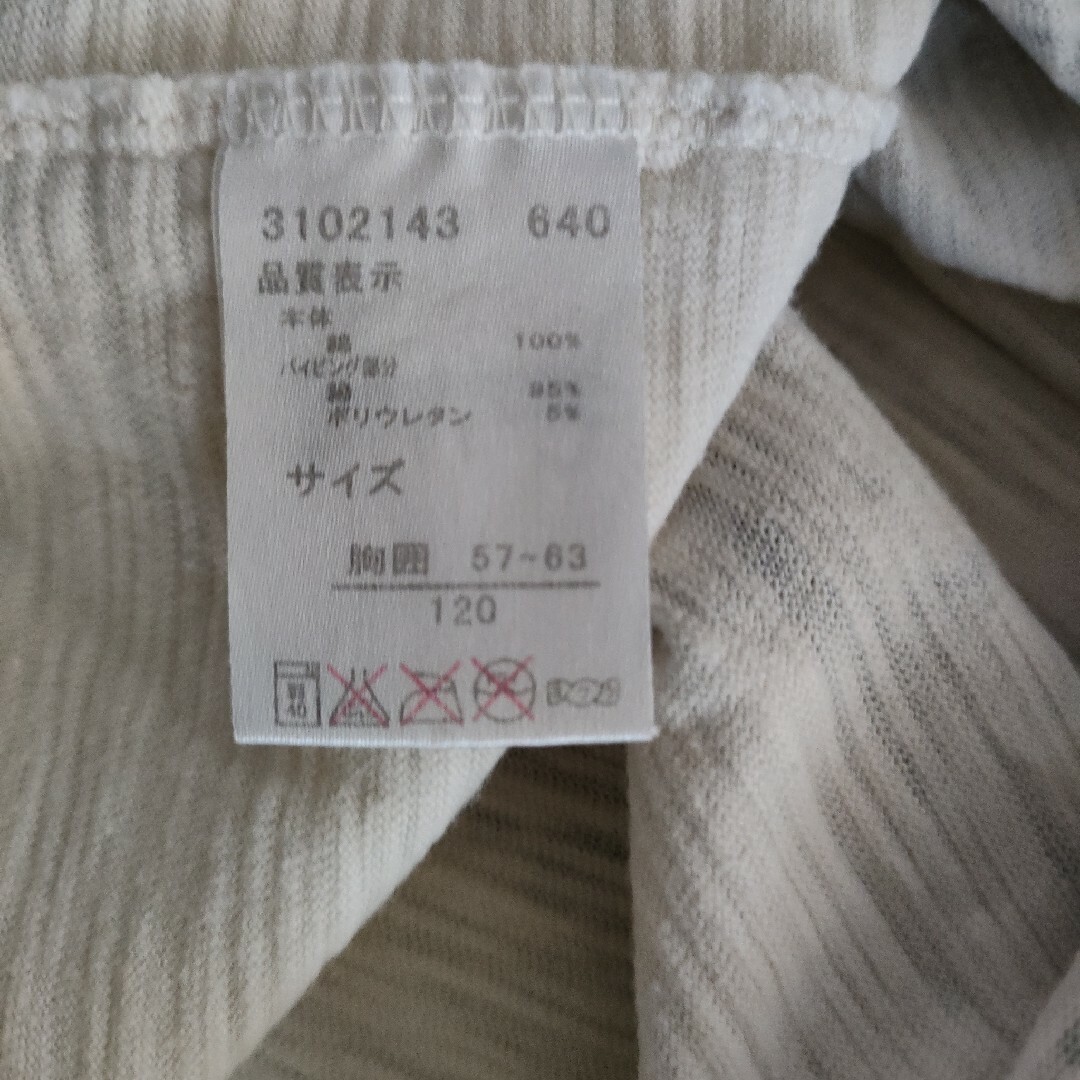 3102143 640
品質表示
本体
綿 100%
パイピング部分
綿 95%
ポリウレタン 5%
サイズ
胸囲 57~63
120
40